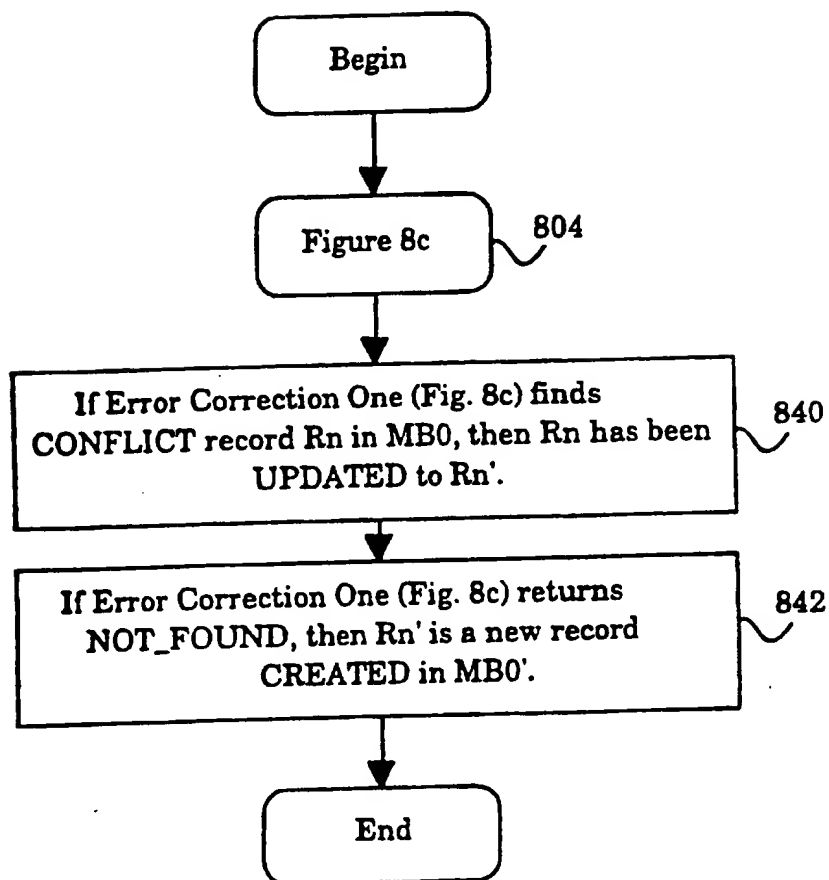 Begin
Figure 8c
804
If Error Correction One (Fig. 8c) finds
CONFLICT record Rn in MB0, then Rn has been
UPDATED to Rn'.
840
If Error Correction One (Fig. 8c) returns
NOT_FOUND, then Rn' is a new record
CREATED in MB0'.
842
End